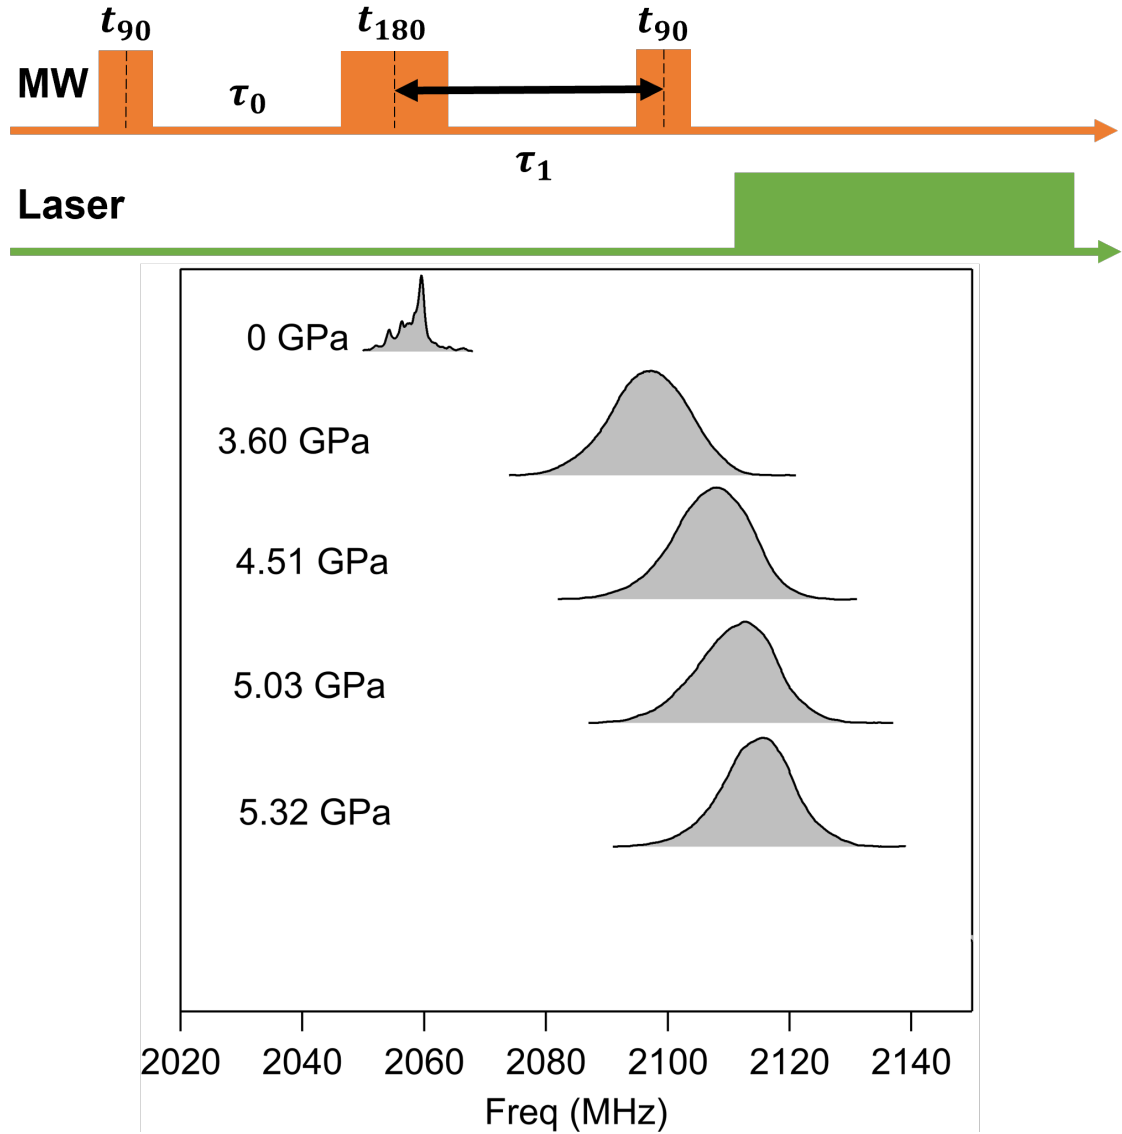 t90 t180 t90
MW
τ0
τ1
Laser
0 GPa
3.60 GPa
4.51 GPa
5.03 GPa
5.32 GPa
2020 2040 2060 2080 2100 2120 2140
Freq (MHz)